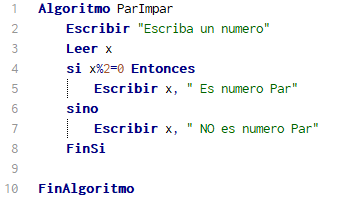 1 Algoritmo ParImpar
2 Escribir "Escriba un numero"
3 Leer x
4 si x%2=0 Entonces
5 Escribir x, " Es numero Par"
6 sino
7 Escribir x, " NO es numero Par"
8 FinSi
9
10 FinAlgoritmo